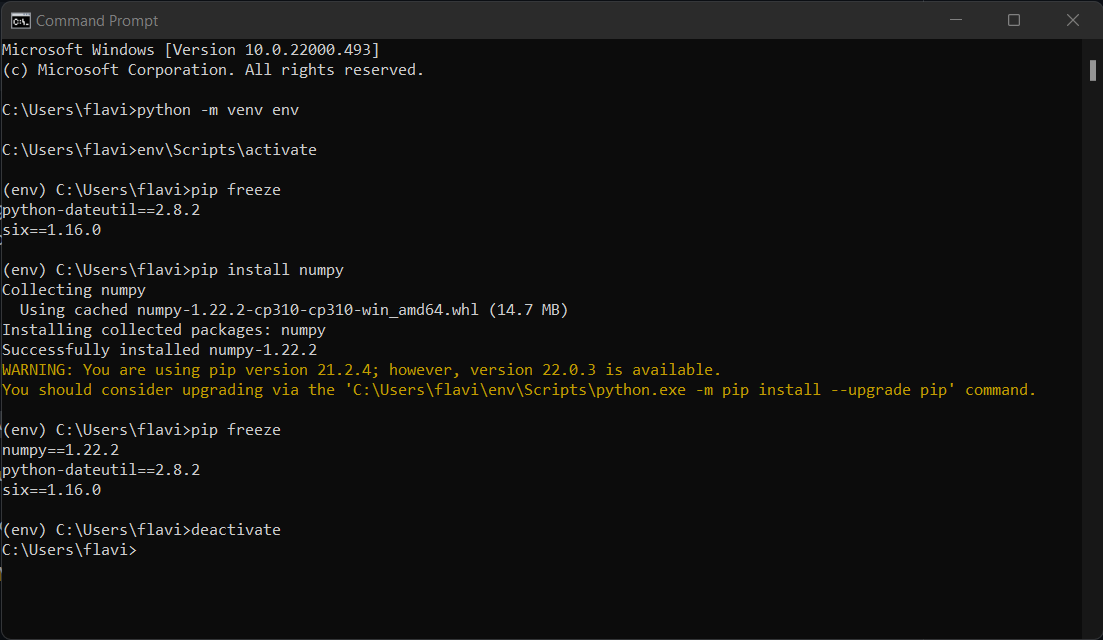 Command Prompt
Microsoft Windows [Version 10.0.22000.493]
(c) Microsoft Corporation. All rights reserved.
C:\Users\flavi>python -m venv env
C:\Users\flavi>env\Scripts\activate
(env) C:\Users\flavi>pip freeze
python-dateutil==2.8.2
six==1.16.0
(env) C:\Users\flavi>pip install numpy
Collecting numpy
  Using cached numpy-1.22.2-cp310-cp310-win_amd64.whl (14.7 MB)
Installing collected packages: numpy
Successfully installed numpy-1.22.2
WARNING: You are using pip version 21.2.4; however, version 22.0.3 is available.
You should consider upgrading via the 'C:\Users\flavi\env\Scripts\python.exe -m pip install --upgrade pip' command.
(env) C:\Users\flavi>pip freeze
numpy==1.22.2
python-dateutil==2.8.2
six==1.16.0
(env) C:\Users\flavi>deactivate
C:\Users\flavi>